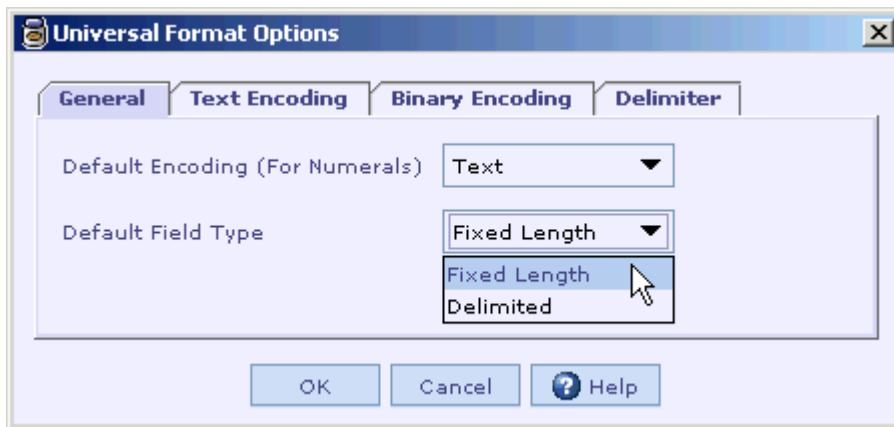 Universal Format Options
General Text Encoding Binary Encoding Delimiter
Default Encoding (For Numerals) Text
Default Field Type Fixed Length
Fixed Length
Delimited
OK Cancel Help